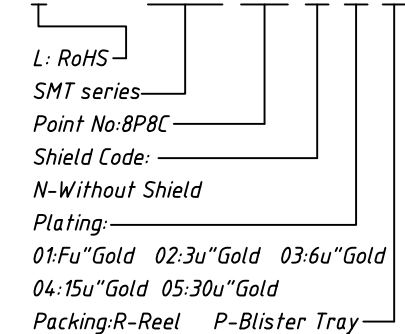 L: RoHS
SMT series
Point No:8P8C
Shield Code:
N-Without Shield
Plating:
01:Fu"Gold 02:3u"Gold 03:6u"Gold
04:15u"Gold 05:30u"Gold
Packing:R-Reel P-Blister Tray